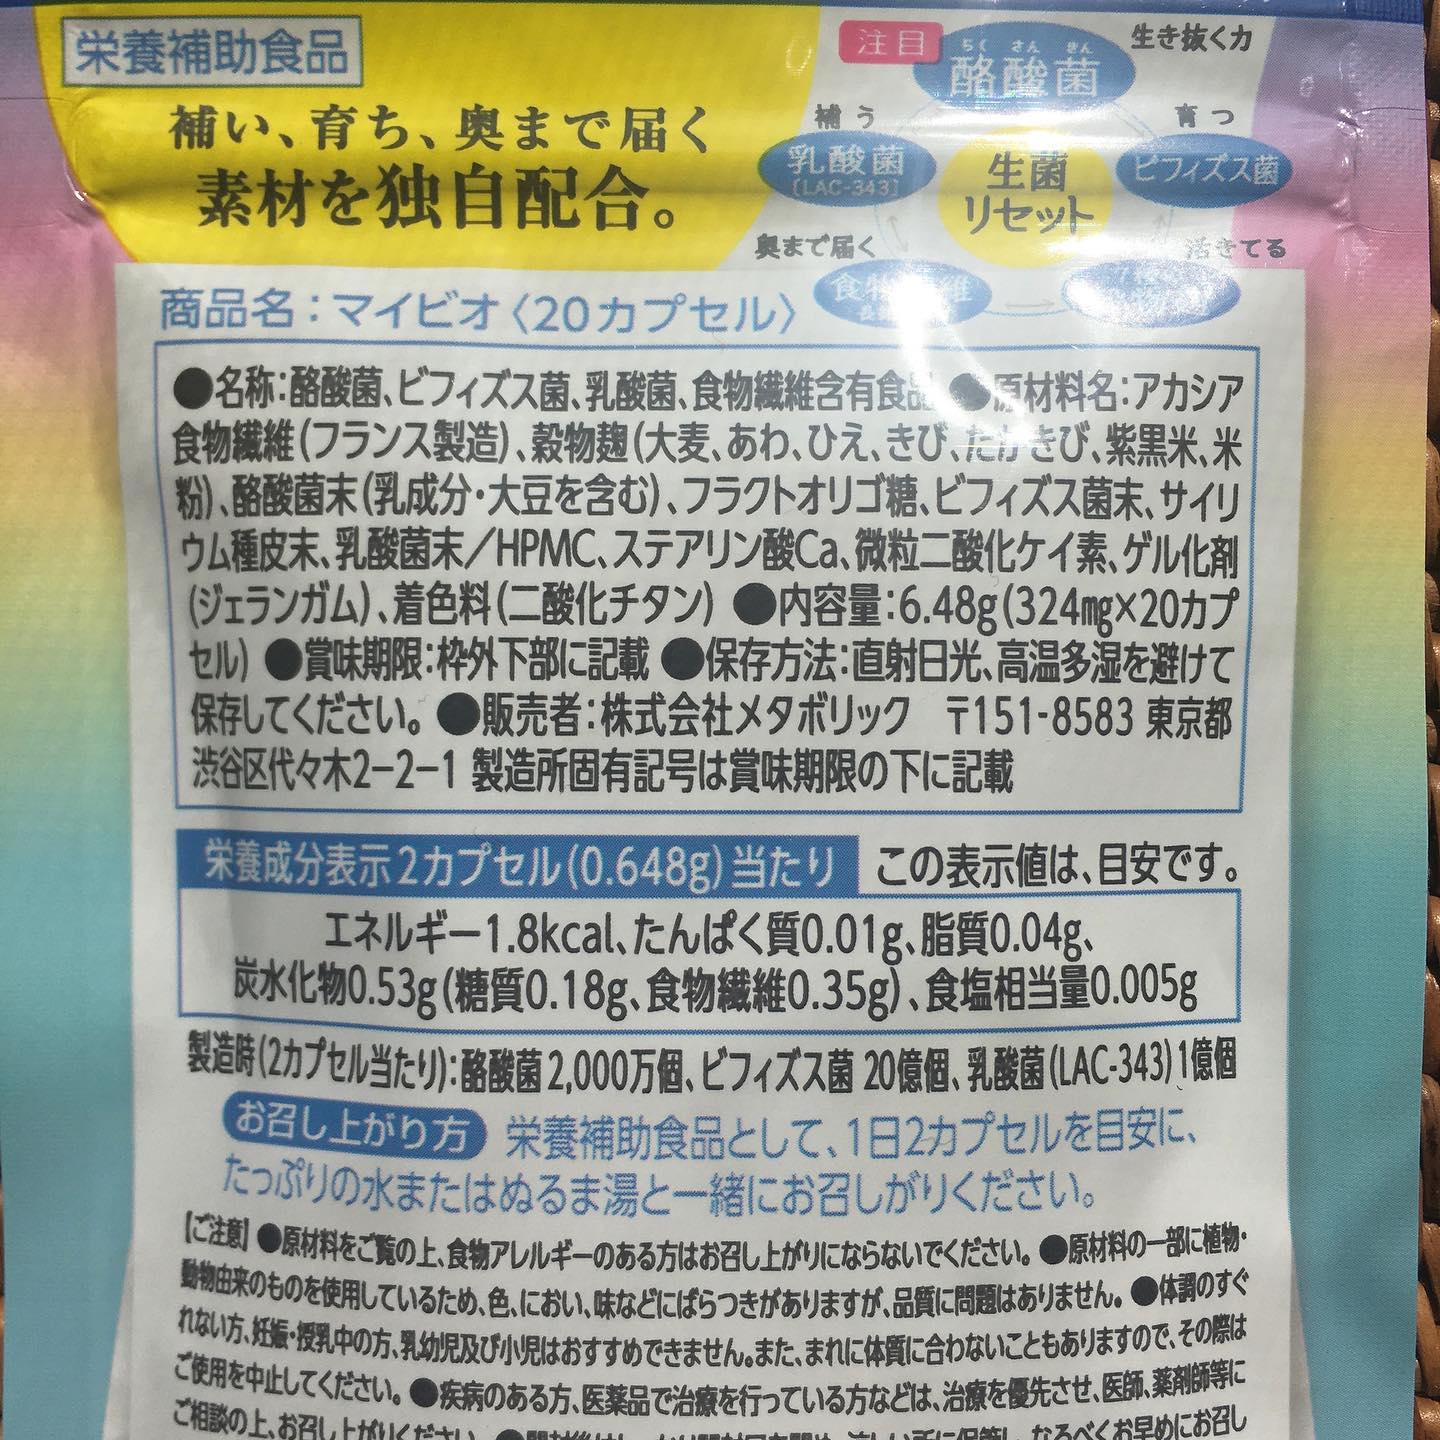 栄養補助食品
補い、育ち、奥まで届く
素材を独自配合。
注目
らく さん きん
酪酸菌
生き抜く力
補う
乳酸菌
[LAC-343]
育つ
ビフィズス菌
生菌
リセット
奥まで届く
活きてる
商品名：マイビオ〈20カプセル〉
●名称：酪酸菌、ビフィズス菌、乳酸菌、食物繊維含有食品 ●原材料名：アカシア
食物繊維（フランス製造）、穀物麹（大麦、あわ、ひえ、きび、たかきび、紫黒米、米
粉）、酪酸菌末（乳成分・大豆を含む）、フラクトオリゴ糖、ビフィズス菌末、サイリ
ウム種皮末、乳酸菌末／HPMC、ステアリン酸Ca、微粒二酸化ケイ素、ゲル化剤
（ジェランガム）、着色料（二酸化チタン） ●内容量：6.48g（324㎎×20カプ
セル） ●賞味期限：枠外下部に記載 ●保存方法：直射日光、高温多湿を避けて
保存してください。 ●販売者：株式会社メタボリック 〒151-8583 東京都
渋谷区代々木2−2−1 製造所固有記号は賞味期限の下に記載
栄養成分表示2カプセル（0.648g）当たり この表示値は、目安です。
エネルギー1.8kcal、たんぱく質0.01g、脂質0.04g、
炭水化物0.53g（糖質0.18g、食物繊維0.35g）、食塩相当量0.005g
製造時（2カプセル当たり）：酪酸菌 2,000万個、ビフィズス菌 20億個、乳酸菌（LAC-343）1億個
お召し上がり方 栄養補助食品として、1日2カプセルを目安に、
たっぷりの水またはぬるま湯と一緒にお召しがりください。
【ご注意】●原材料をご覧の上、食物アレルギーのある方はお召し上がりにならないでください。 ●原材料の一部に植物・
動物由来のものを使用しているため、色、におい、味などにばらつきがありますが、品質に問題はありません。 ●体調のすぐ
れない方、妊娠・授乳中の方、乳幼児及び小児はおすすめできません。また、まれに体質に合わないこともありますので、その際は
ご使用を中止してください。 ●疾病のある方、医薬品で治療を行っている方などは、治療を優先させ、医師、薬剤師等に
ご相談の上、お召し上がりください。
なるべくお早めにお召し